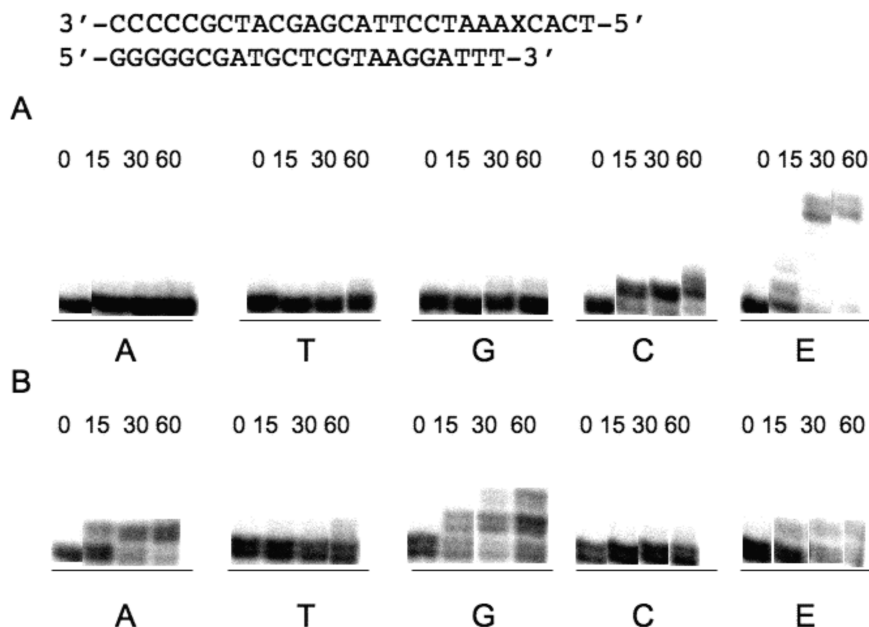 3’-CCCCCGCTACGAGCATTCCTAAAXCACT-5’
5’-GGGGGCGATGCTCGTAAGGATTT-3’
A
0 15 30 60 0 15 30 60 0 15 30 60 0 15 30 60 0 15 30 60
A T G C E
B
0 15 30 60 0 15 30 60 0 15 30 60 0 15 30 60 0 15 30 60
A T G C E